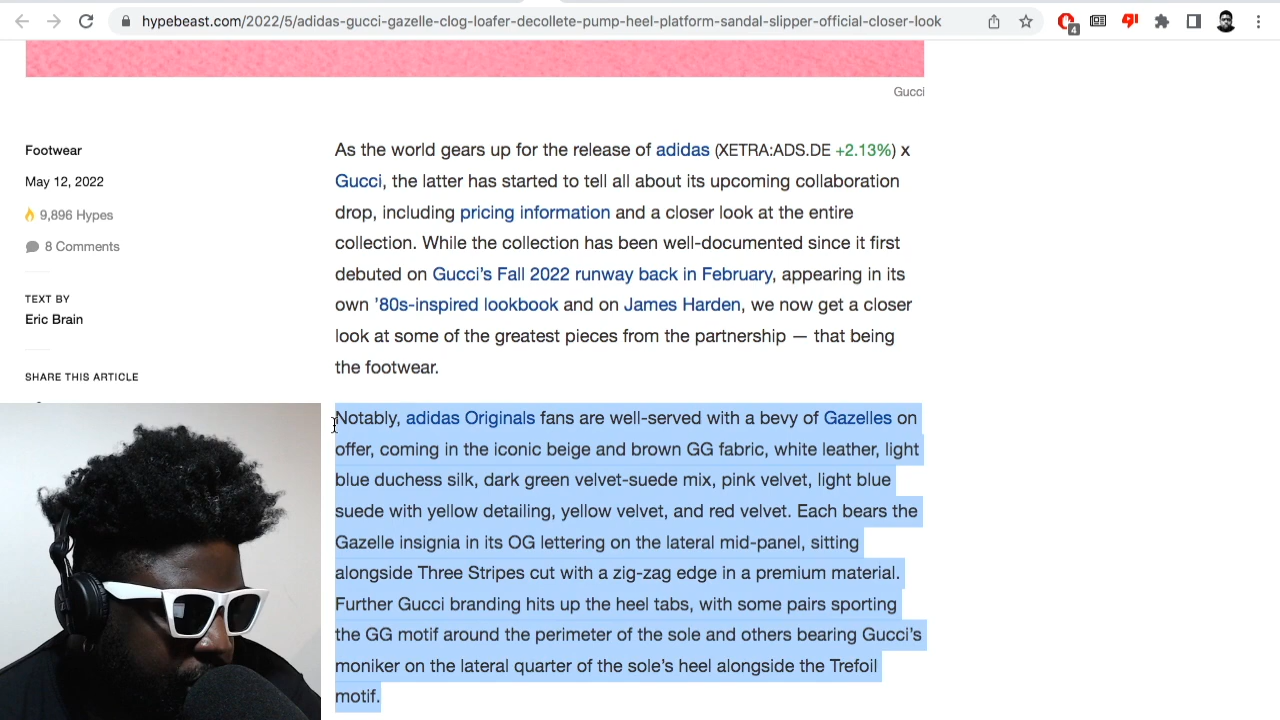 hypebeast.com/2022/5/adidas-gucci-gazelle-clog-loafer-decollete-pump-heel-platform-sandal-slipper-official-closer-look
4
Gucci
Footwear
May 12, 2022
9,896 Hypes
8 Comments
TEXT BY
Eric Brain
SHARE THIS ARTICLE
As the world gears up for the release of adidas (XETRA:ADS.DE +2.13%) x
Gucci, the latter has started to tell all about its upcoming collaboration
drop, including pricing information and a closer look at the entire
collection. While the collection has been well-documented since it first
debuted on Gucci’s Fall 2022 runway back in February, appearing in its
own ’80s-inspired lookbook and on James Harden, we now get a closer
look at some of the greatest pieces from the partnership — that being
the footwear.
Notably, adidas Originals fans are well-served with a bevy of Gazelles on
offer, coming in the iconic beige and brown GG fabric, white leather, light
blue duchess silk, dark green velvet-suede mix, pink velvet, light blue
suede with yellow detailing, yellow velvet, and red velvet. Each bears the
Gazelle insignia in its OG lettering on the lateral mid-panel, sitting
alongside Three Stripes cut with a zig-zag edge in a premium material.
Further Gucci branding hits up the heel tabs, with some pairs sporting
the GG motif around the perimeter of the sole and others bearing Gucci’s
moniker on the lateral quarter of the sole’s heel alongside the Trefoil
motif.